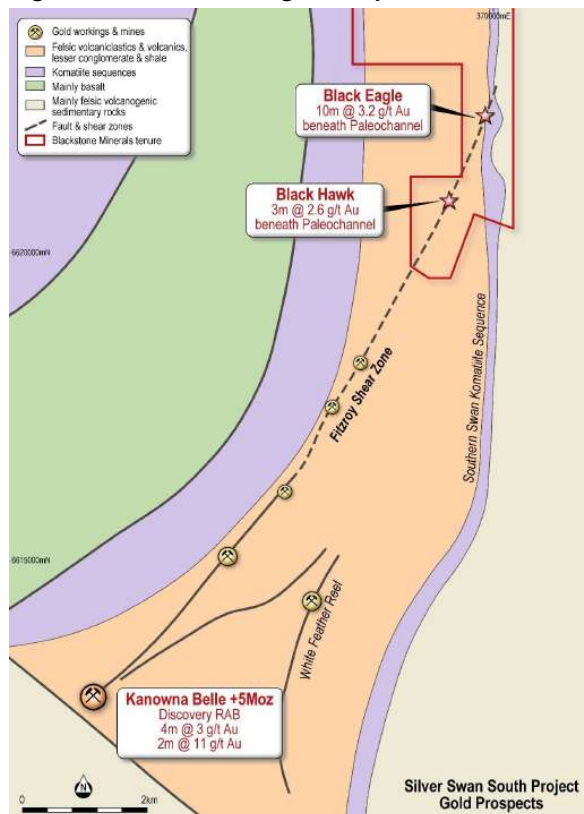 370000mE
Gold workings & mines
Felsic volcaniclastics & volcanics,
lesser conglomerate & shale
Komatiite sequences
Mainly basalt
Mainly felsic volcanogenic
sedimentary rocks
Fault & shear zones
Blackstone Minerals tenure
Black Eagle
10m @ 3.2 g/t Au
beneath Paleochannel
Black Hawk
3m @ 2.6 g/t Au
beneath Paleochannel
6620000mN
Southern Swan Komatiite Sequence
Fitzroy Shear Zone
6615000mN
White Feather Reel
Kanowna Belle +5Moz
Discovery RAB
4m @ 3 g/t Au
2m @ 11 g/t Au
N
0 2km
Silver Swan South Project
Gold Prospects